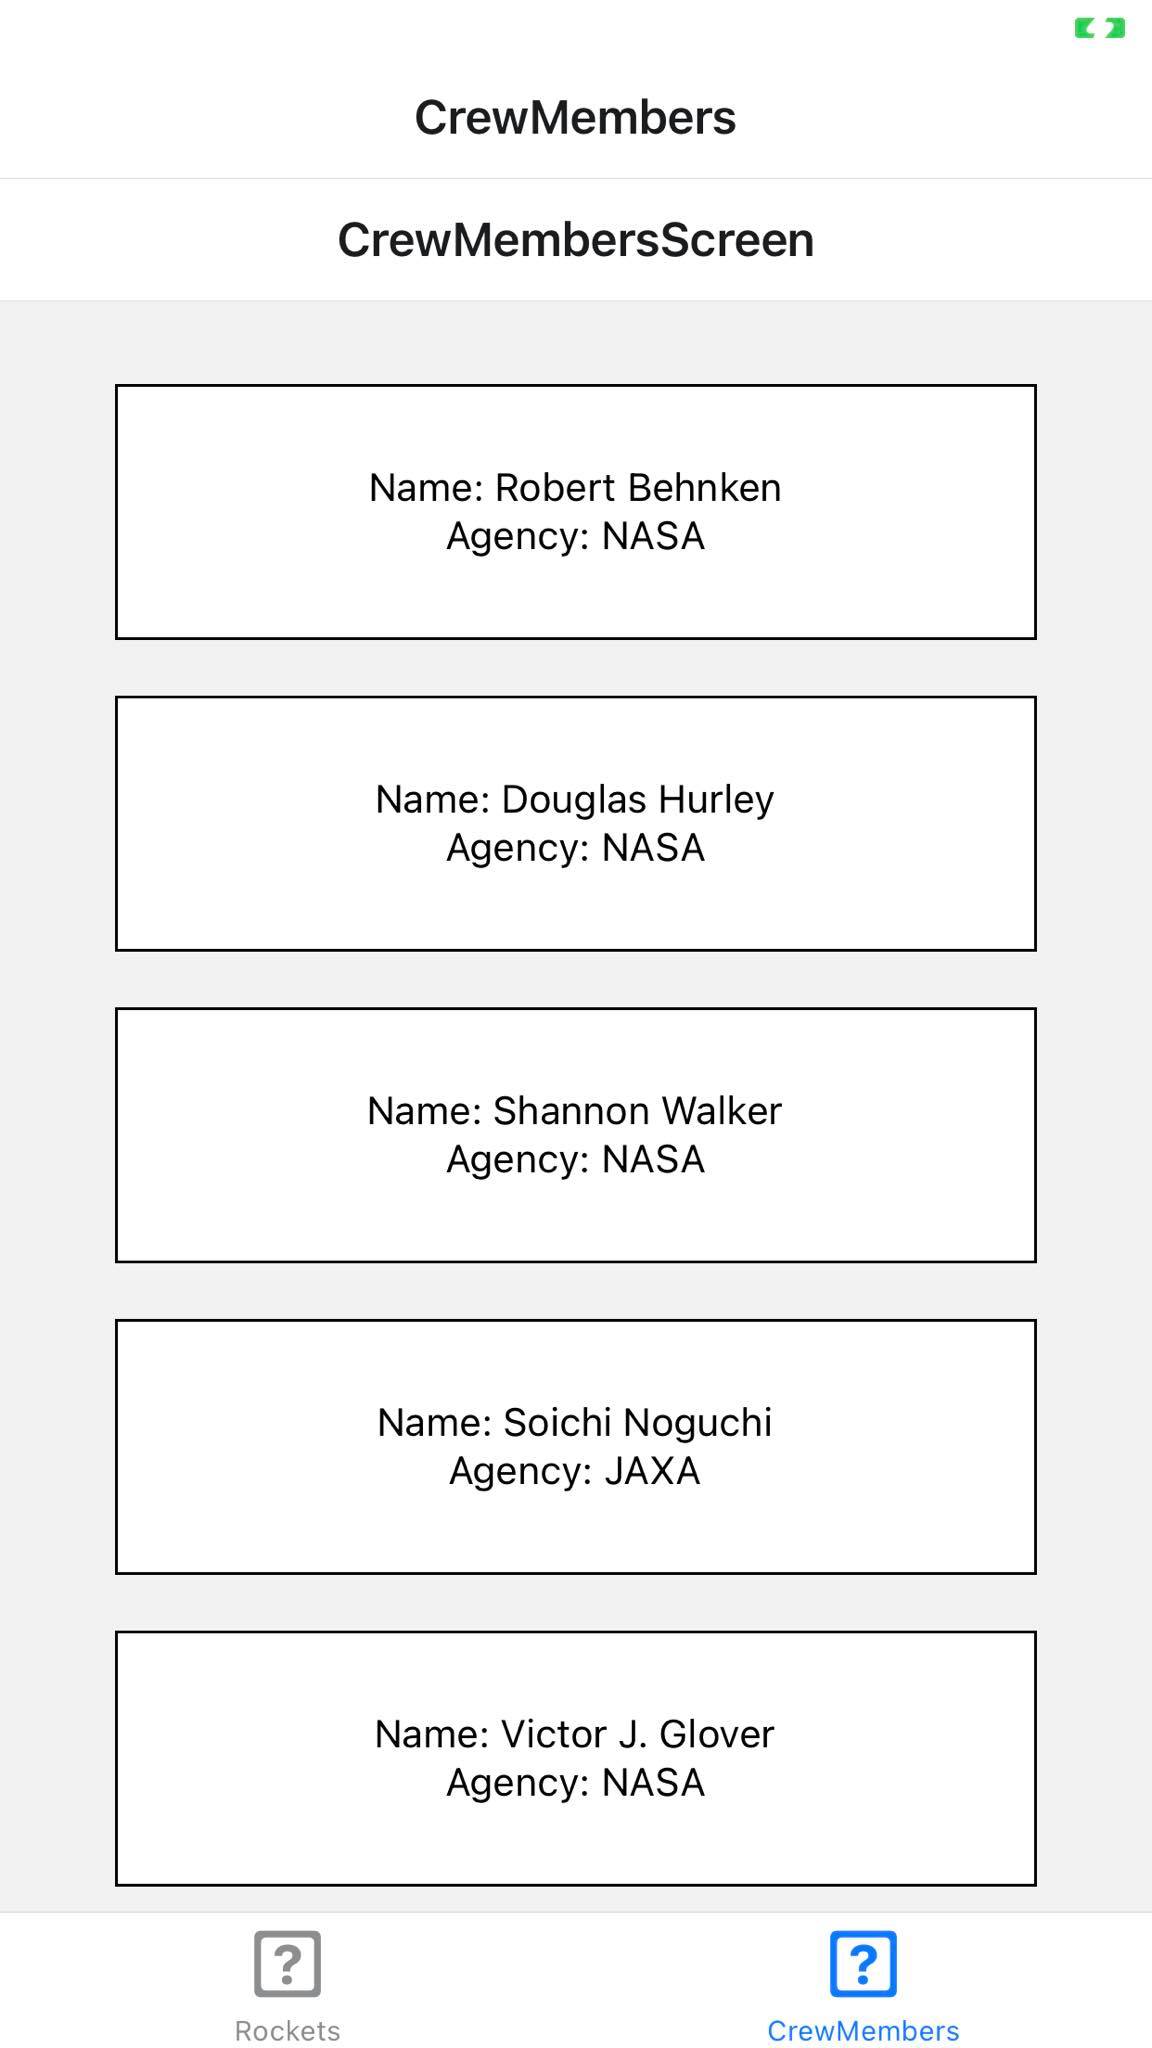 CrewMembers
CrewMembersScreen
Name: Robert Behnken
Agency: NASA
Name: Douglas Hurley
Agency: NASA
Name: Shannon Walker
Agency: NASA
Name: Soichi Noguchi
Agency: JAXA
Name: Victor J. Glover
Agency: NASA
? ?
Rockets CrewMembers